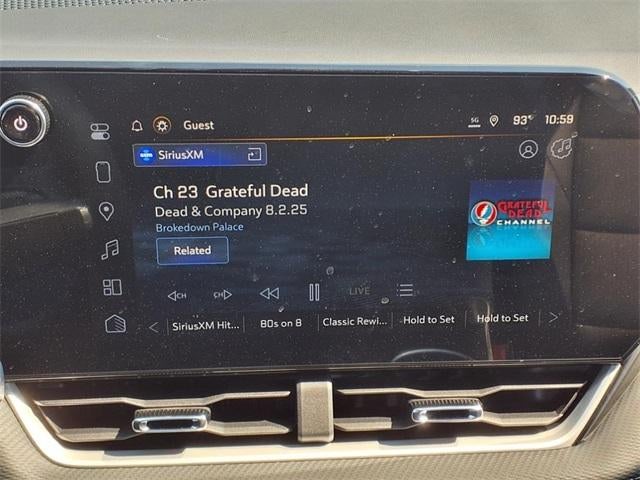 Guest
5G
93°
10:59
SiriusXM
Ch 23 Grateful Dead
Dead & Company 8.2.25
Brokedown Palace
Related
GRATEFUL
DEAD
CHANNEL
CH
CH
LIVE
SiriusXM Hit...
80s on 8
Classic Rewi...
Hold to Set
Hold to Set